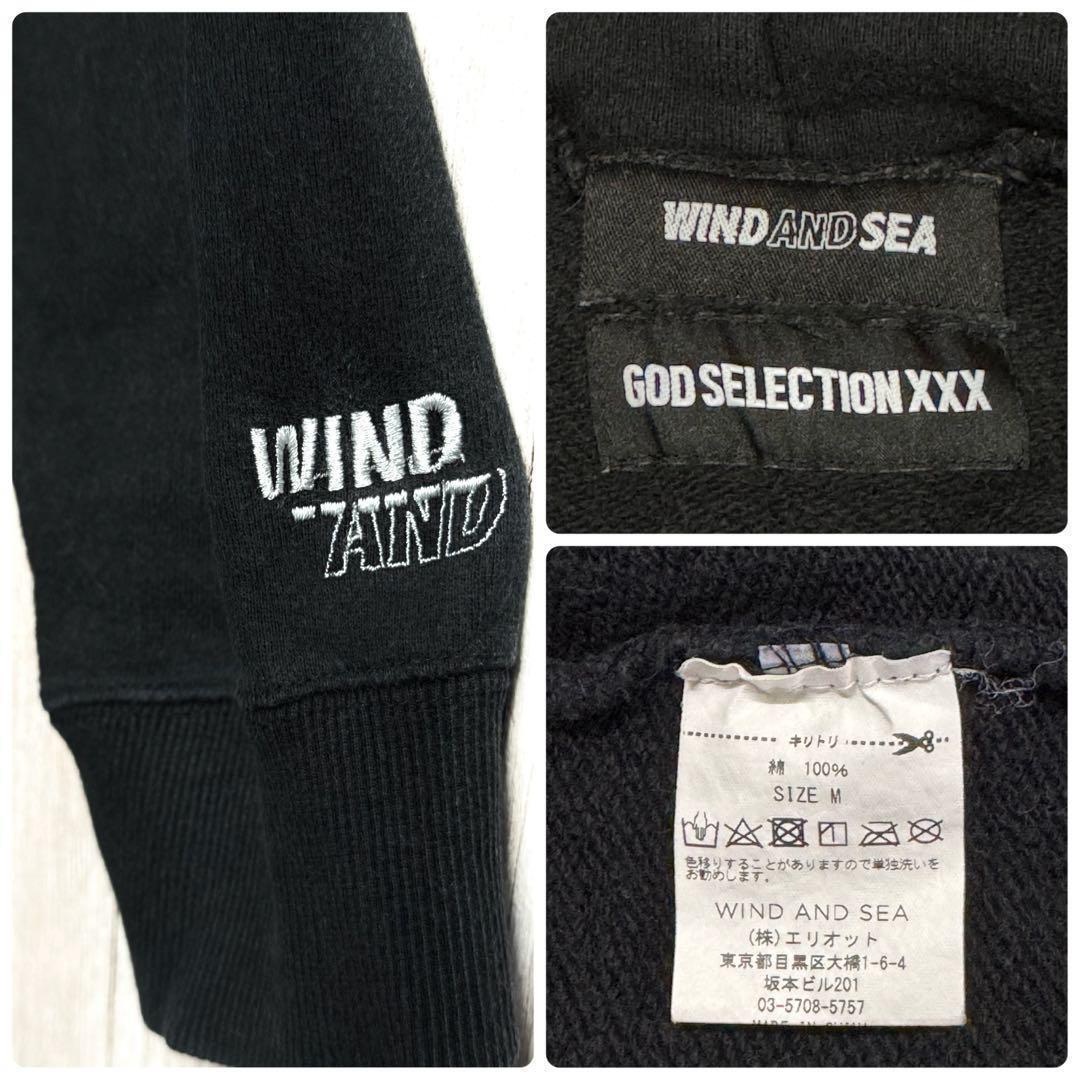 WIND
AND
WIND AND SEA
GOD SELECTION XXX
キリトリ
綿 100%
SIZE M
色移りすることがありますので単独洗いを
お勧めします。
WIND AND SEA
(株)エリオット
東京都目黒区大橋1-6-4
坂本ビル201
03-5708-5757
MADE IN